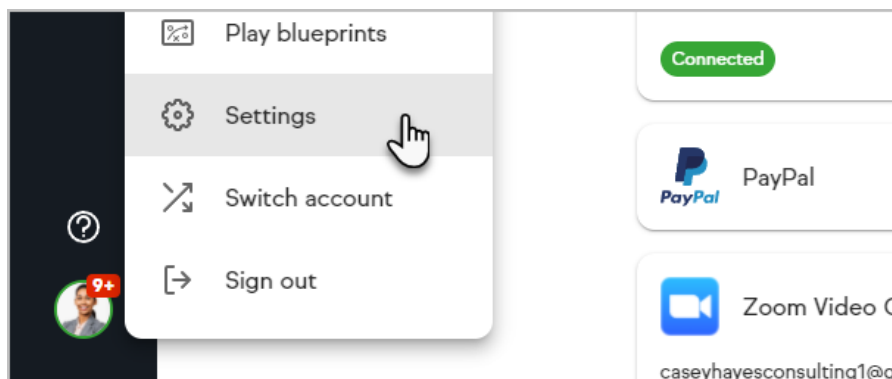 Play blueprints
Settings
Switch account
Sign out
9+
Connected
PayPal
PayPal
Zoom Video
caseyhayesconsulting1@